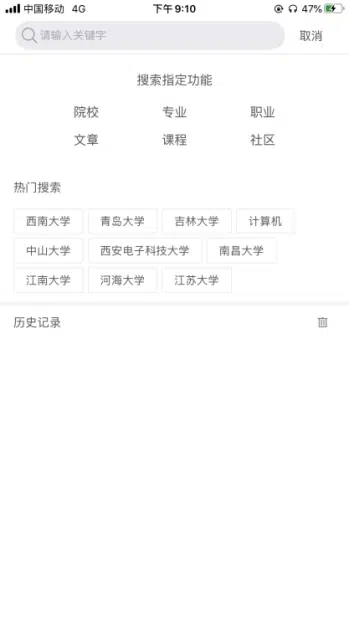 中国移动 4G 下午 9:10 47%
请输入关键字 取消
搜索指定功能
院校 专业 职业
文章 课程 社区
热门搜索
西南大学 青岛大学 吉林大学 计算机
中山大学 西安电子科技大学 南昌大学
江南大学 河海大学 江苏大学
历史记录